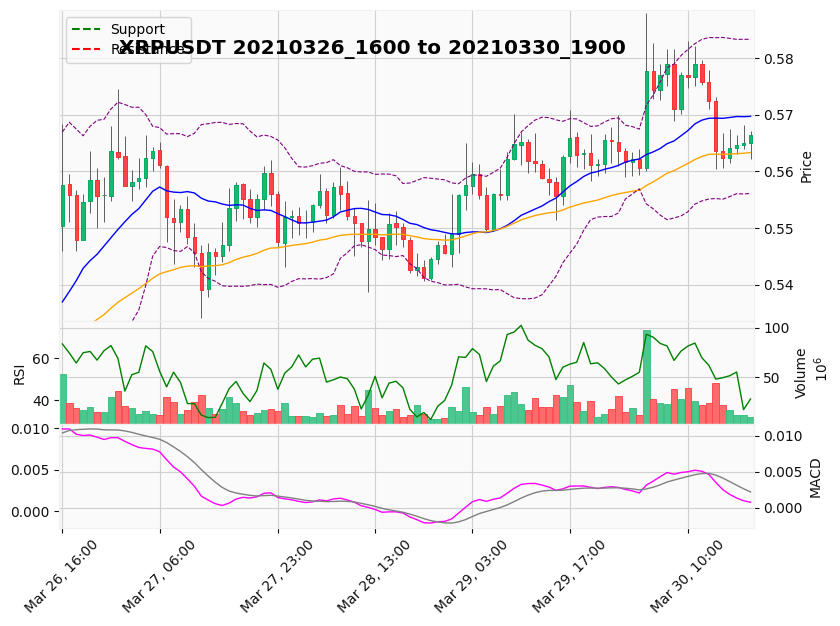 Support
Resistance
XRPUSDT 20210326_1600 to 20210330_1900
0.58
0.57
0.56
0.55
0.54
Price
RSI
60
40
100
50
Volume
10^6
0.010
0.005
0.000
0.010
0.005
0.000
MACD
Mar 26, 16:00
Mar 27, 06:00
Mar 27, 23:00
Mar 28, 13:00
Mar 29, 03:00
Mar 29, 17:00
Mar 30, 10:00